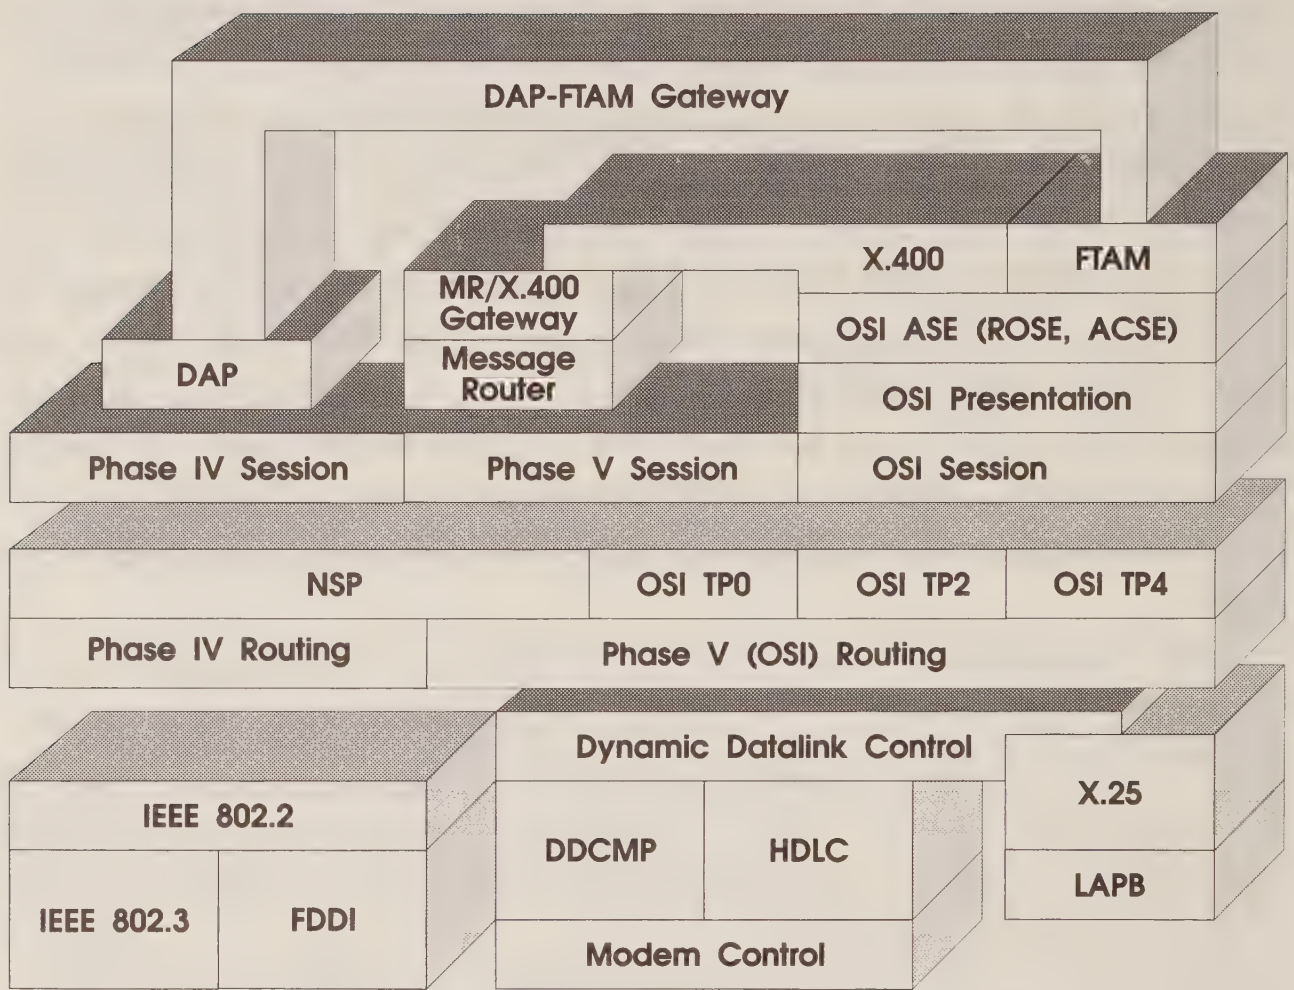 DAP-FTAM Gateway
X.400
FTAM
MR/X.400
Gateway
OSI ASE (ROSE, ACSE)
DAP
Message
Router
OSI Presentation
Phase IV Session
Phase V Session
OSI Session
NSP
OSI TP0
OSI TP2
OSI TP4
Phase IV Routing
Phase V (OSI) Routing
Dynamic Datalink Control
X.25
IEEE 802.2
DDCMP
HDLC
LAPB
IEEE 802.3
FDDI
Modem Control